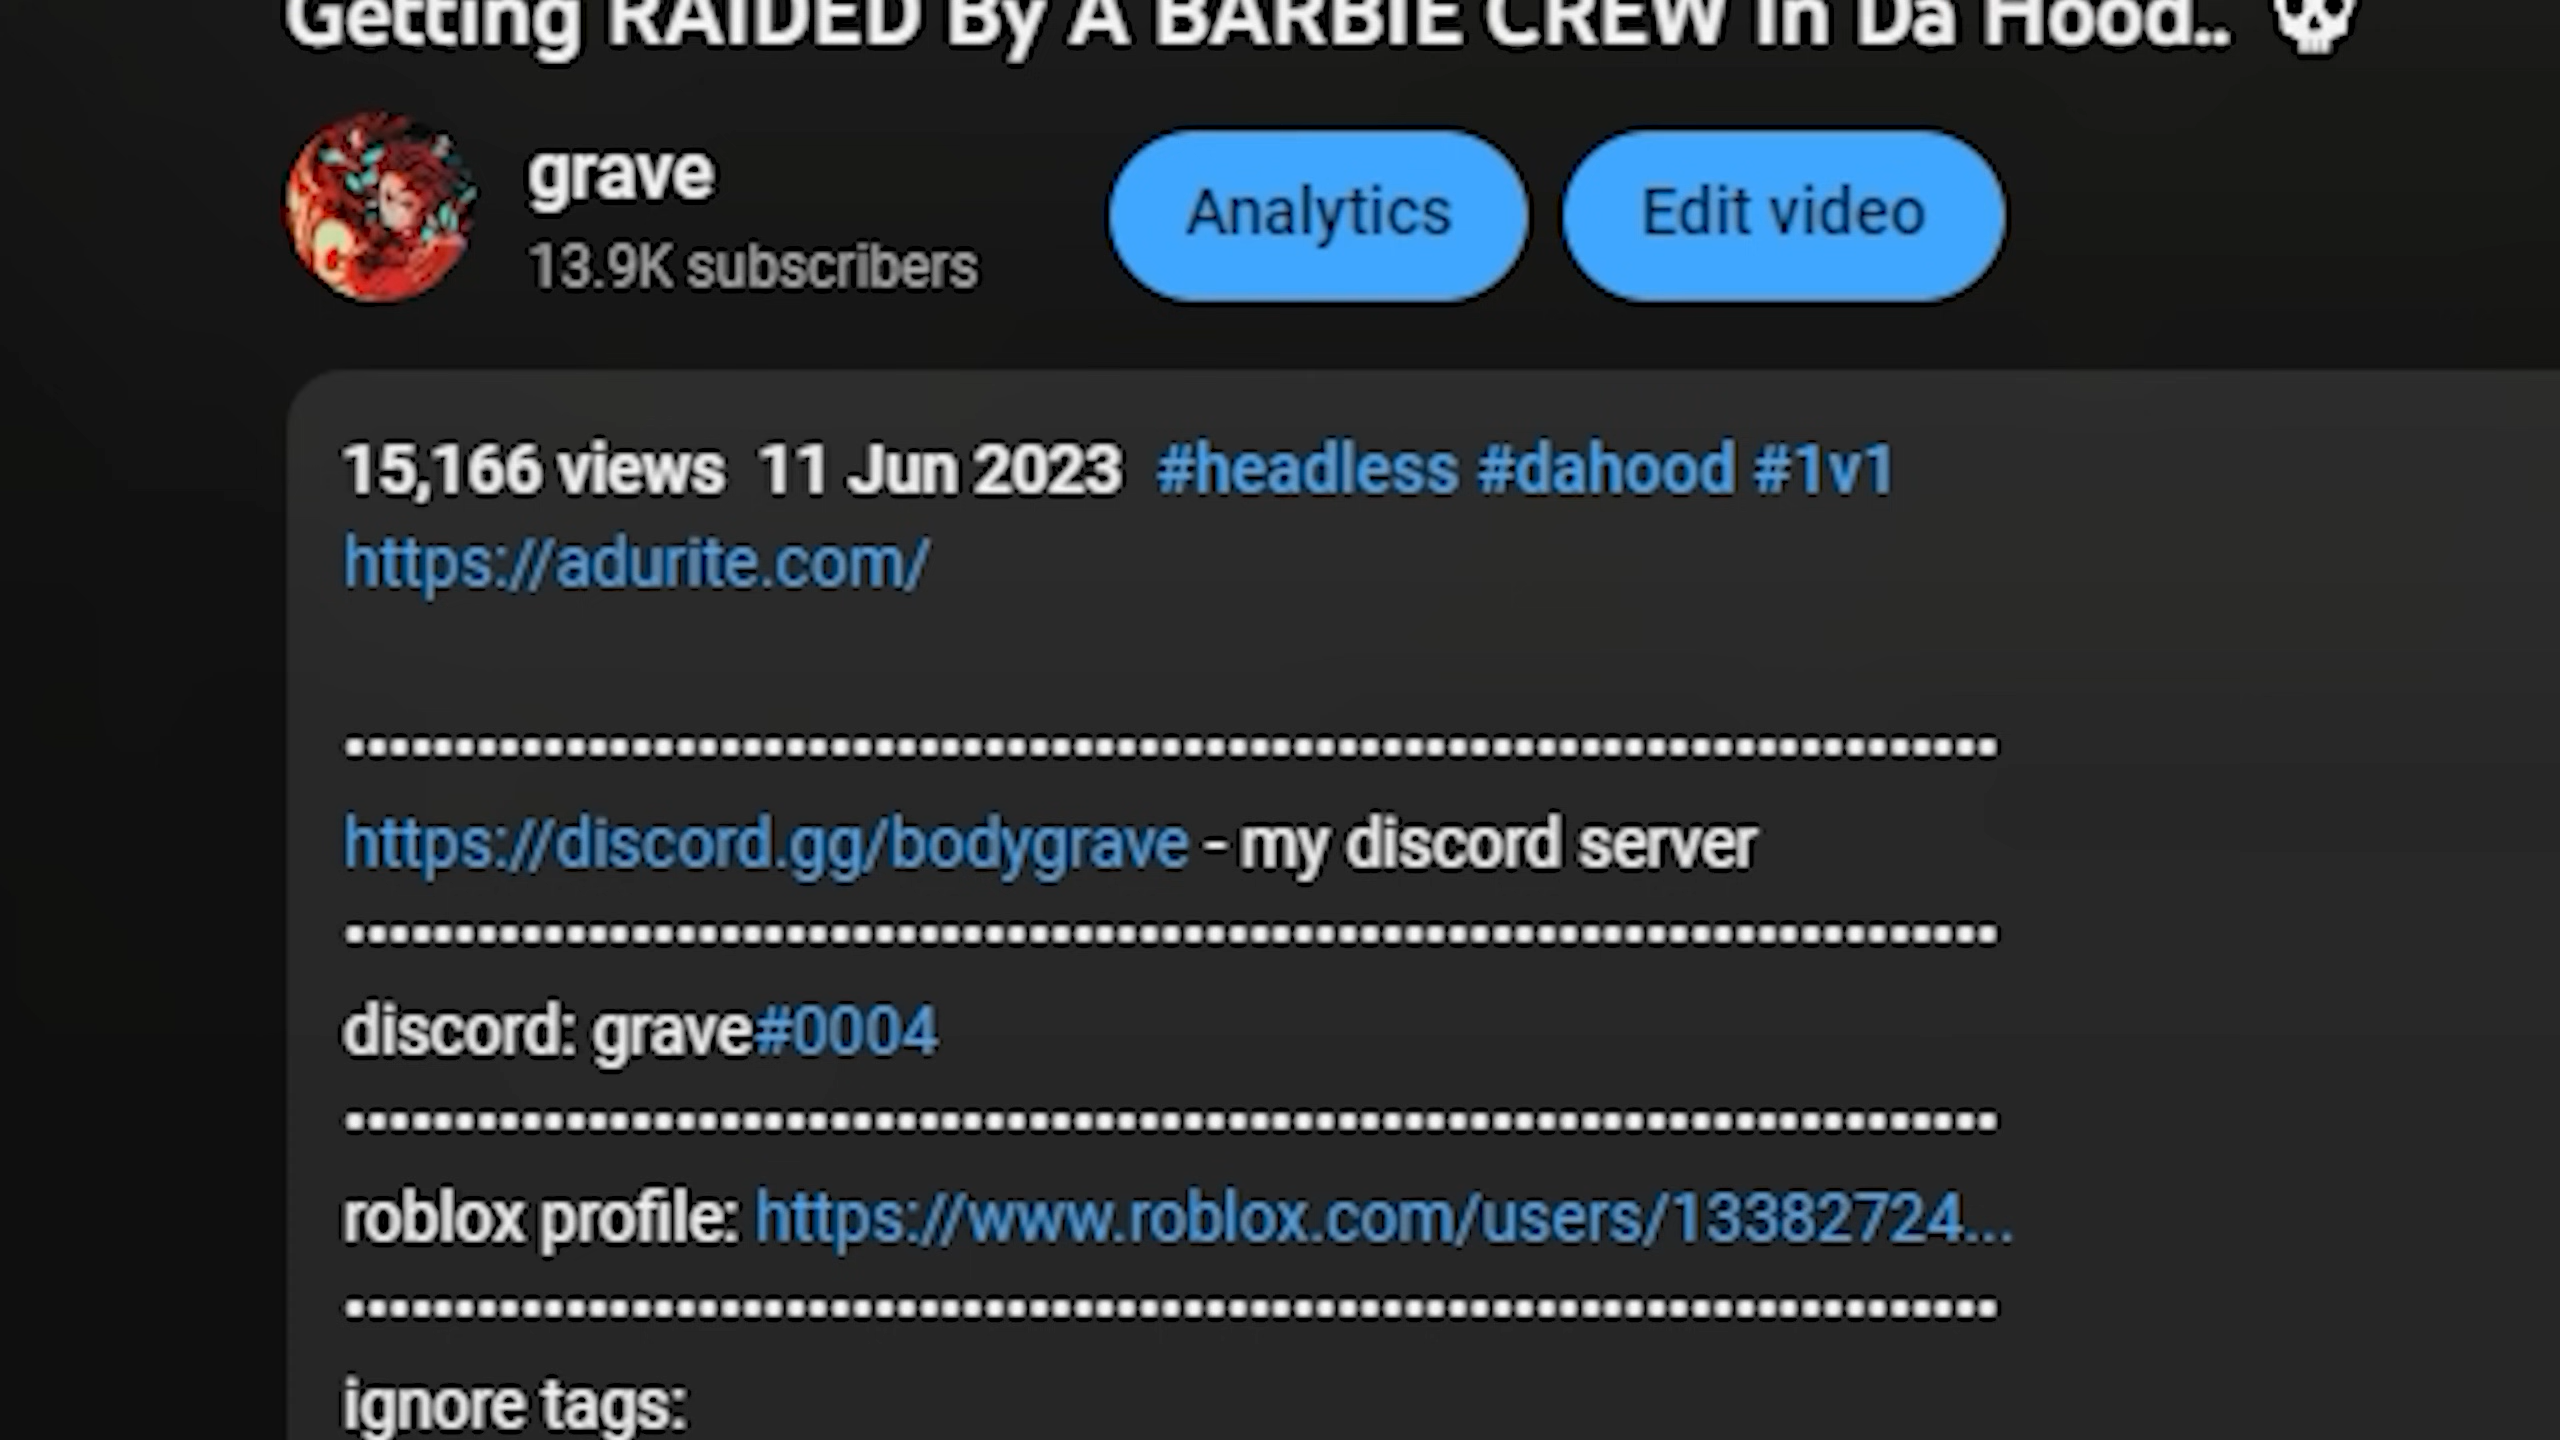 Getting RAIDED By A BARBIE CREW In Da Hood.. 💀
grave
13.9K subscribers
Analytics
Edit video
15,166 views 11 Jun 2023 #headless #dahood #1v1
https://adurite.com/
https://discord.gg/bodygrave - my discord server
discord: grave#0004
roblox profile: https://www.roblox.com/users/13382724...
ignore tags: